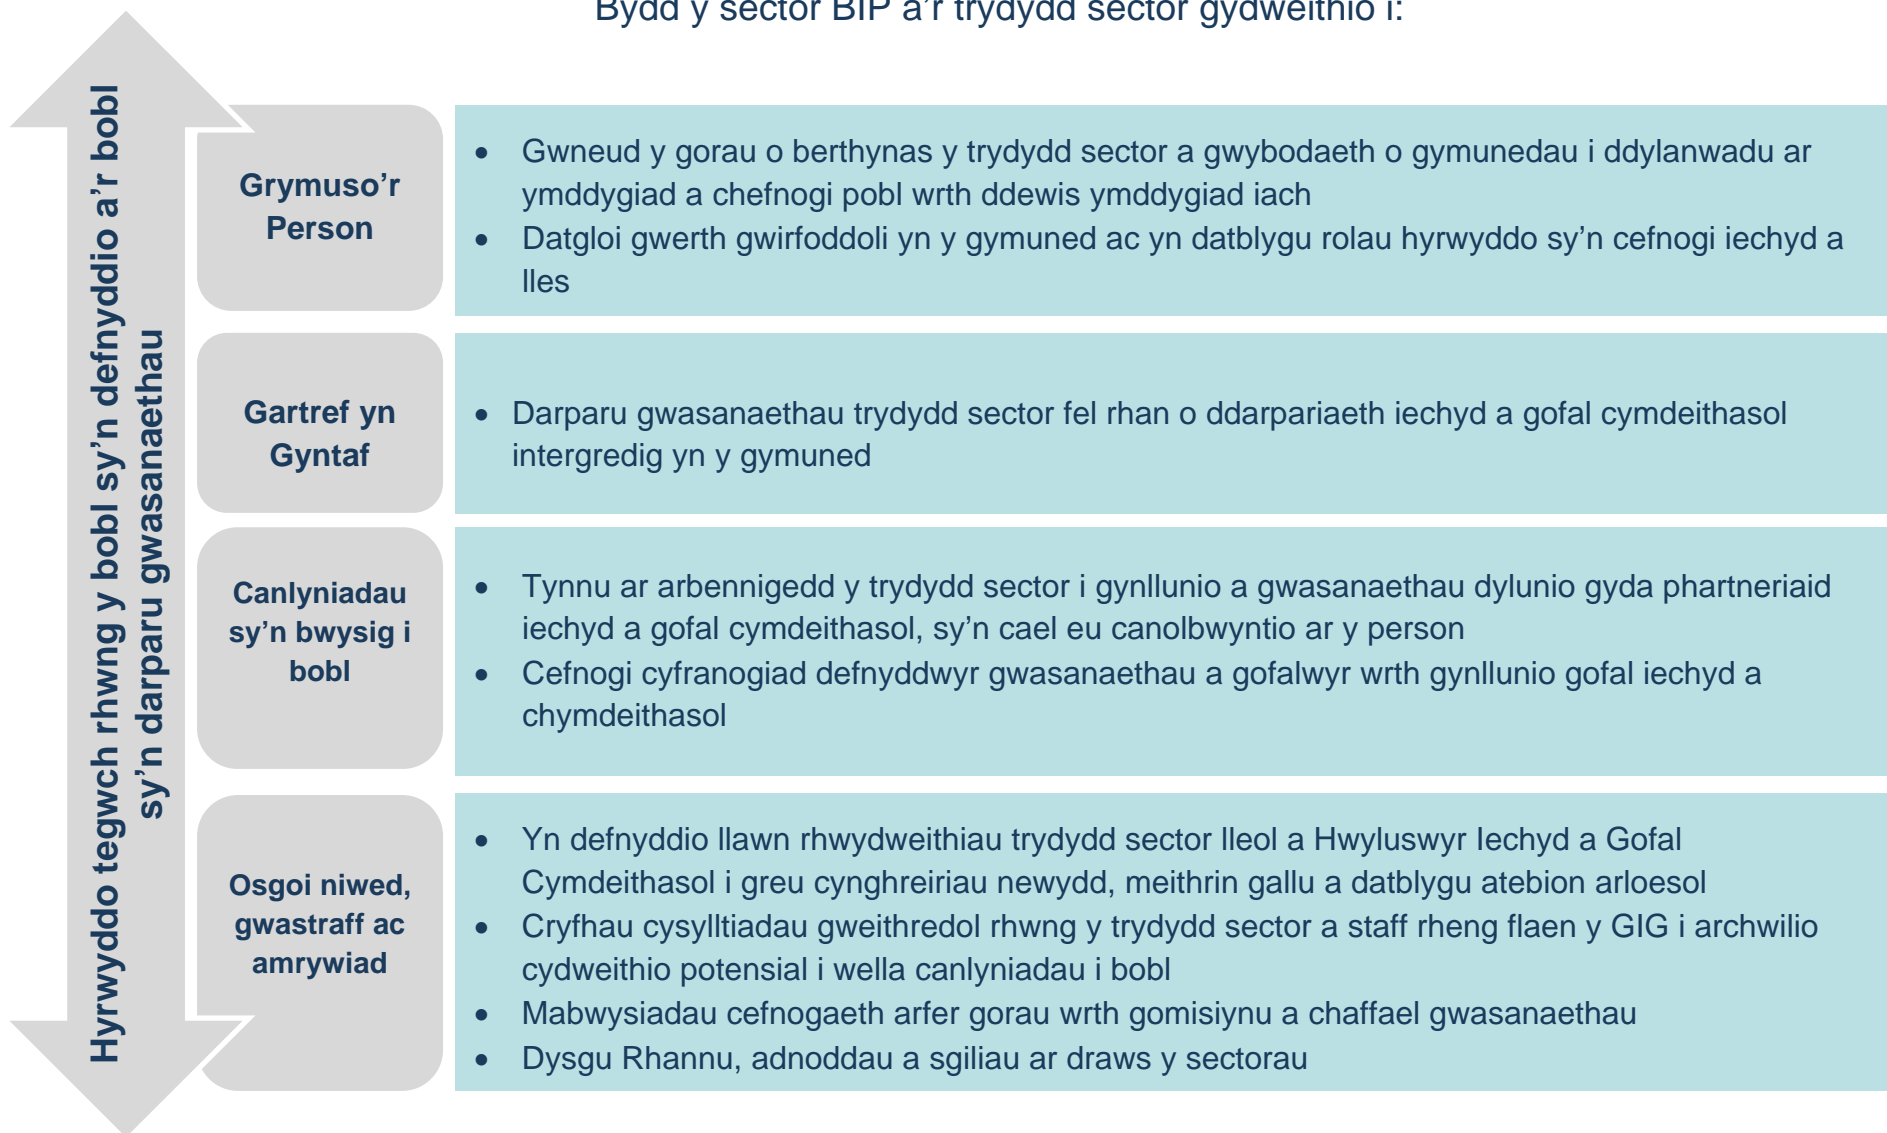 Bydd y sector BIP a'r trydydd sector gydweithio i:
Hyrwyddo tegwch rhwng y bobl sy'n defnyddio a'r bobl
sy'n darparu gwasanaethau
Grymuso'r
Person
• Gwneud y gorau o berthynas y trydydd sector a gwybodaeth o gymunedau i ddylanwadu ar
ymddygiad a chefnogi pobl wrth ddewis ymddygiad iach
• Datgloi gwerth gwirfoddoli yn y gymuned ac yn datblygu rolau hyrwyddo sy'n cefnogi iechyd a
lles
Gartref yn
Gyntaf
• Darparu gwasanaethau trydydd sector fel rhan o ddarpariaeth iechyd a gofal cymdeithasol
intergredig yn y gymuned
Canlyniadau
sy'n bwysig i
bobl
• Tynnu ar arbennigedd y trydydd sector i gynllunio a gwasanaethau dylunio gyda phartneriaid
iechyd a gofal cymdeithasol, sy'n cael eu canolbwyntio ar y person
• Cefnogi cyfranogiad defnyddwyr gwasanaethau a gofalwyr wrth gynllunio gofal iechyd a
chymdeithasol
Osgoi niwed,
gwastraff ac
amrywiad
• Yn defnyddio llawn rhwydweithiau trydydd sector lleol a Hwyluswyr Iechyd a Gofal
Cymdeithasol i greu cynghreiriau newydd, meithrin gallu a datblygu atebion arloesol
• Cryfhau cysylltiadau gweithredol rhwng y trydydd sector a staff rheng flaen y GIG i archwilio
cydweithio potensial i wella canlyniadau i bobl
• Mabwysiadau cefnogaeth arfer gorau wrth gomisiynu a chaffael gwasanaethau
• Dysgu Rhannu, adnoddau a sgiliau ar draws y sectorau